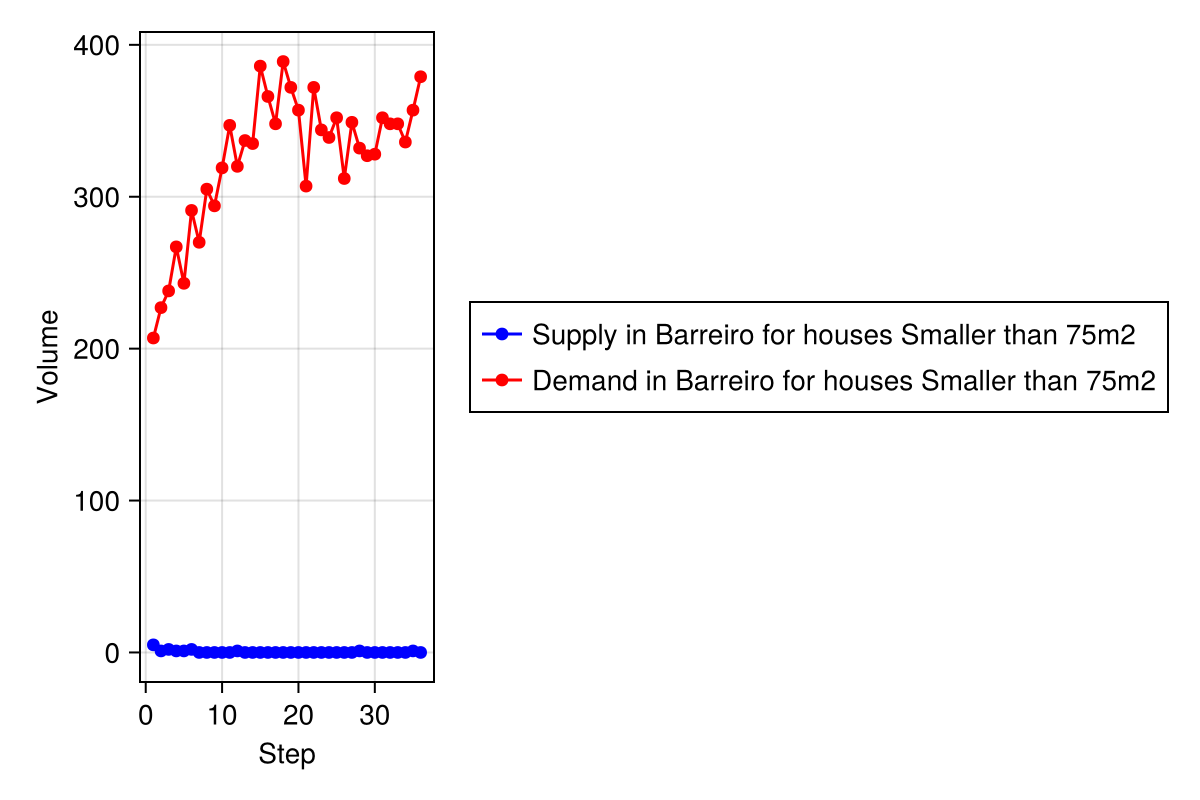 400
300
200
100
0
Volume
0 10 20 30
Step
Supply in Barreiro for houses Smaller than 75m2
Demand in Barreiro for houses Smaller than 75m2